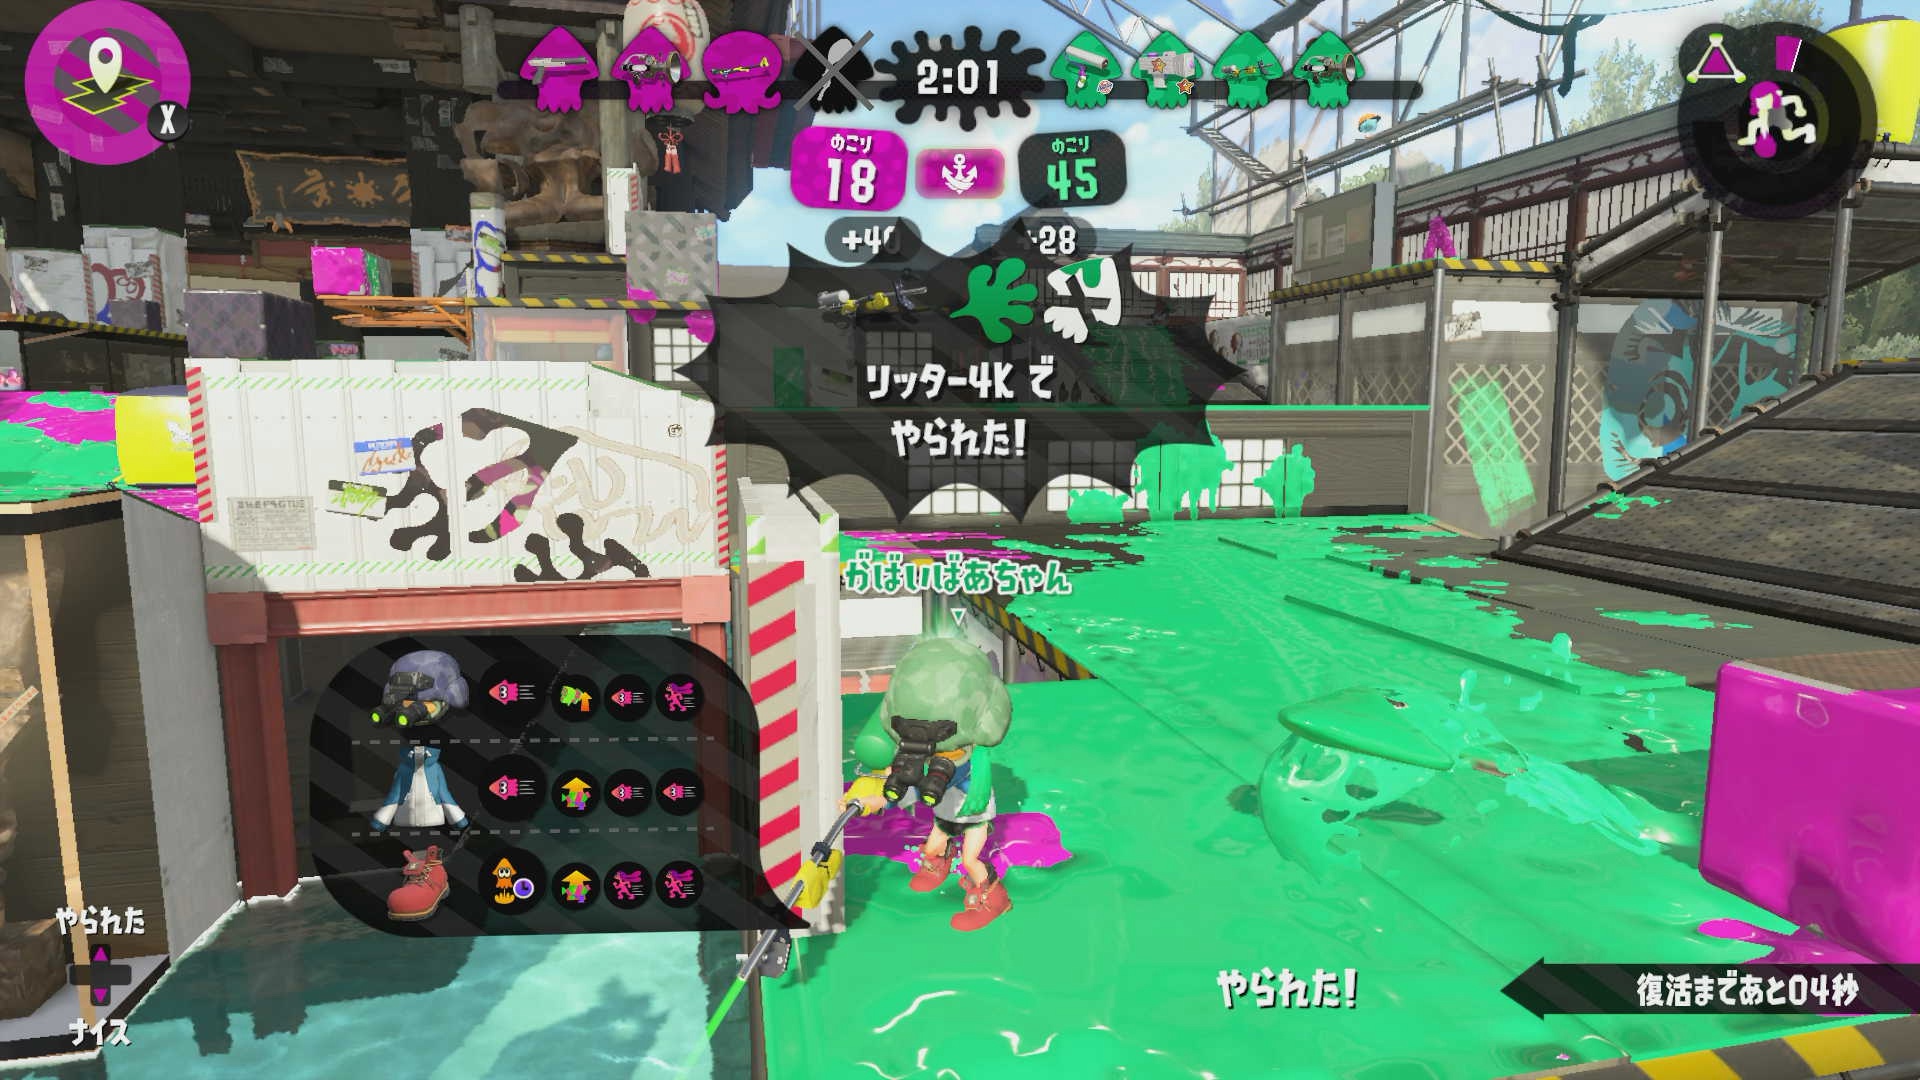 X
2:01
のこり
18
のこり
45
+40
+28
リッター4K で
やられた!
がばいばあちゃん
やられた
ナイス
やられた!
復活まであと04秒